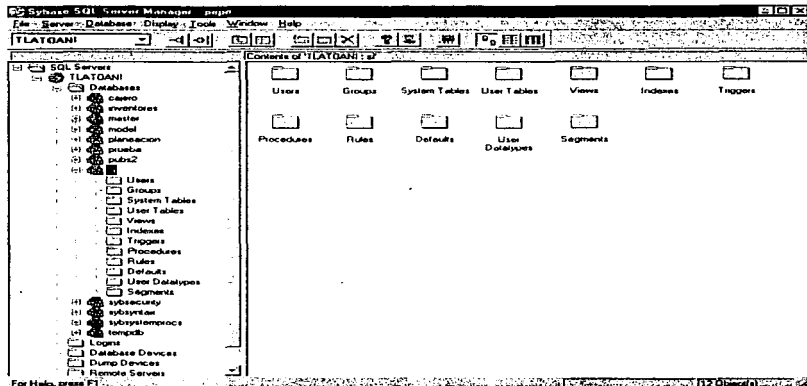 Sybase SQL Server Manager - pepe
File Server Database Display Tools Window Help
TLATOANI
Contents of 'TLATOANI : sf'
SQL Servers
TLATOANI
Databases
cajero
inventores
master
model
planeacion
prueba
pubs2
Users
Groups
System Tables
User Tables
Views
Indexes
Triggers
Procedures
Rules
Defaults
User Datatypes
Segments
sybsecurity
sybsyntax
sybsystemprocs
tempdb
Logins
Database Devices
Dump Devices
Remote Servers
Users Groups System Tables User Tables Views Indexes Triggers
Procedures Rules Defaults User Datatypes Segments
For Help, press F1
12 Object(s)